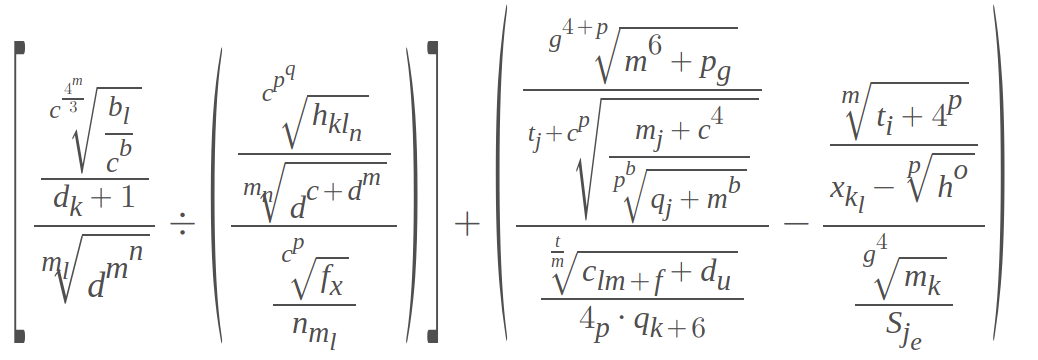 \left[ \frac{\frac{\sqrt[c^{\frac{4^m}{3}}]{\frac{b_l}{c^b}}}{d_k+1}}{\sqrt[m_l]{d^{m^n}}} \div \left( \frac{\frac{\sqrt[c^{p^q}]{h_{kl_n}}}{\sqrt[m_n]{d^{c+d^m}}}}{\frac{\sqrt[c^p]{f_x}}{n_{m_l}}} \right) \right] + \left( \frac{\frac{\sqrt[g^{4+p}]{m^6+p_g}}{\sqrt[t_j+c^p]{\frac{m_j+c^4}{\sqrt[p^b]{q_j+m^b}}}}}{\frac{\sqrt[\frac{t}{m}]{c_{lm+f}+d_u}}{4_p \cdot q_{k+6}}} - \frac{\frac{\sqrt[m]{t_i+4^p}}{x_{k_l}-\sqrt[p]{h^o}}}{\frac{\sqrt[g^4]{m_k}}{S_{j_e}}} \right)